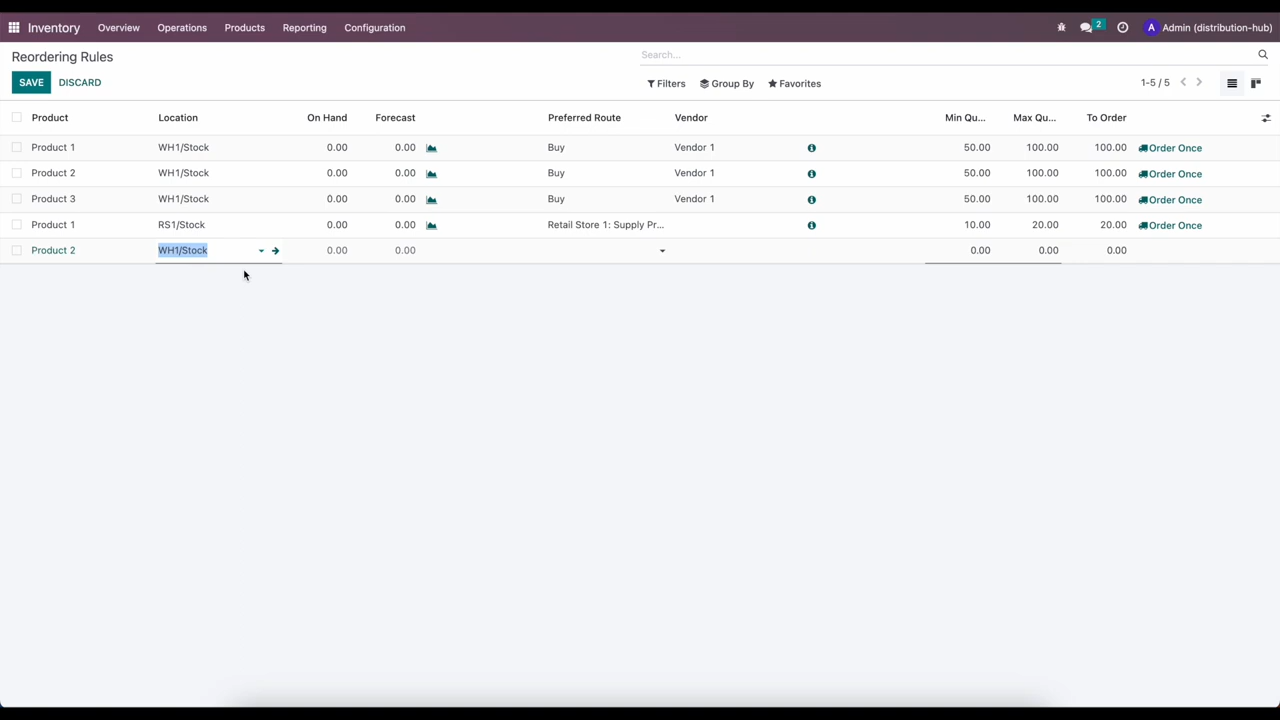 Inventory Overview Operations Products Reporting Configuration 2 A Admin (distribution-hub)
Reordering Rules Search...
SAVE DISCARD Filters Group By Favorites 1-5 / 5
Product Location On Hand Forecast Preferred Route Vendor Min Qu... Max Qu... To Order
Product 1 WH1/Stock 0.00 0.00 Buy Vendor 1 50.00 100.00 100.00 Order Once
Product 2 WH1/Stock 0.00 0.00 Buy Vendor 1 50.00 100.00 100.00 Order Once
Product 3 WH1/Stock 0.00 0.00 Buy Vendor 1 50.00 100.00 100.00 Order Once
Product 1 RS1/Stock 0.00 0.00 Retail Store 1: Supply Pr... 10.00 20.00 20.00 Order Once
Product 2 WH1/Stock 0.00 0.00 0.00 0.00 0.00